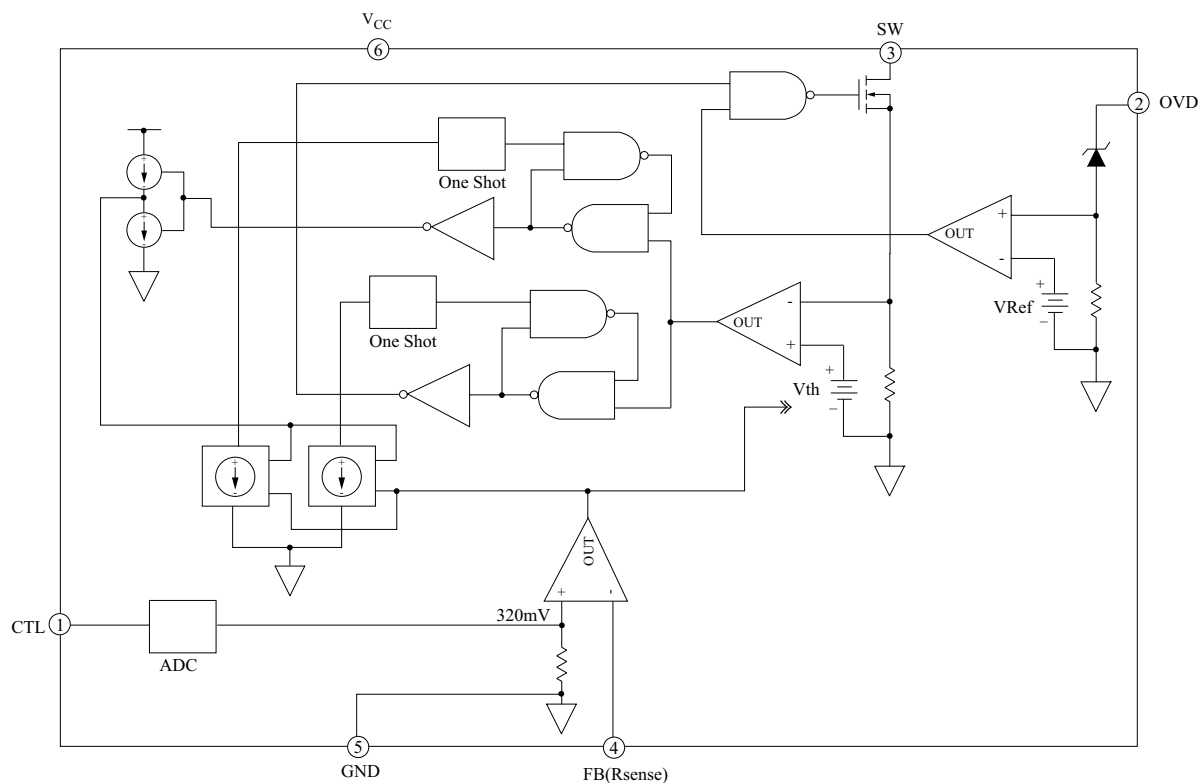 V_CC
6
SW
3
2
OVD
+
-
+
-
One Shot
OUT
+
-
+
VRef
−
One Shot
OUT
-
+
+
Vth
−
+
-
+
-
OUT
+
-
320mV
CTL
1
ADC
5
GND
4
FB(Rsense)